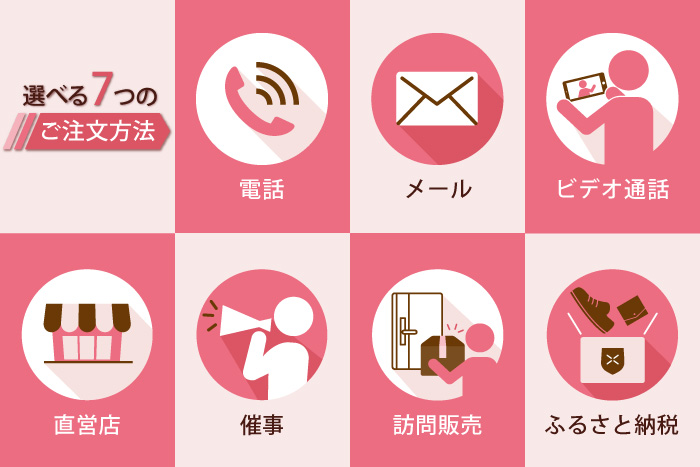 選べる7つの
ご注文方法
電話
メール
ビデオ通話
直営店
催事
訪問販売
ふるさと納税